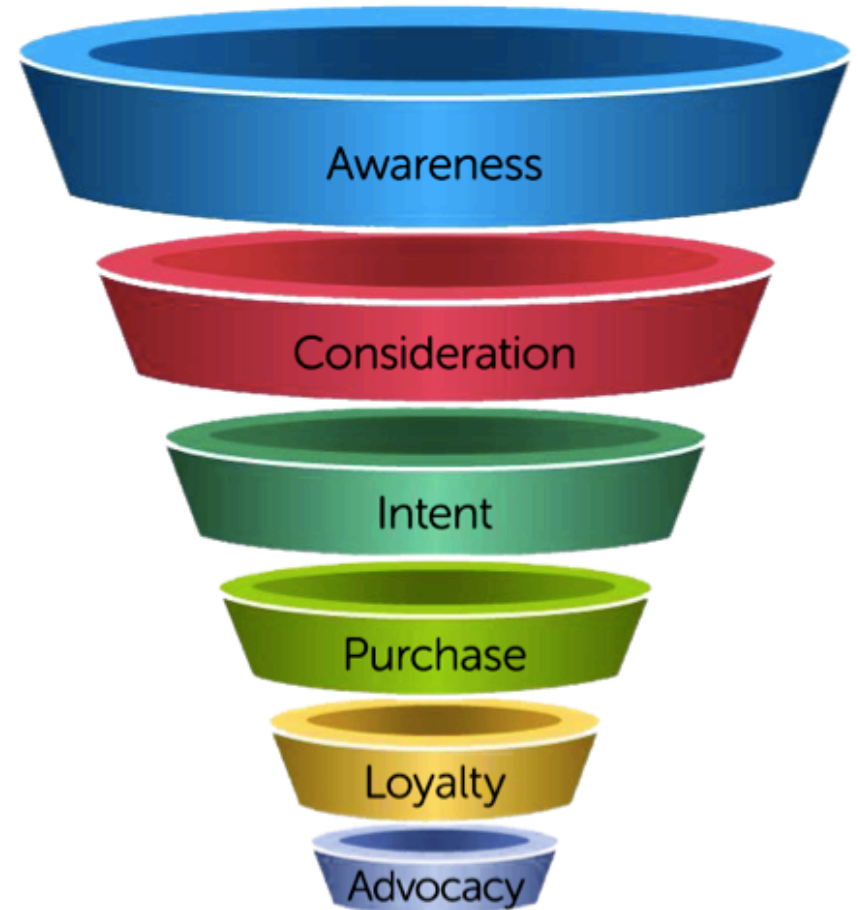 Awareness
Consideration
Intent
Purchase
Loyalty
Advocacy